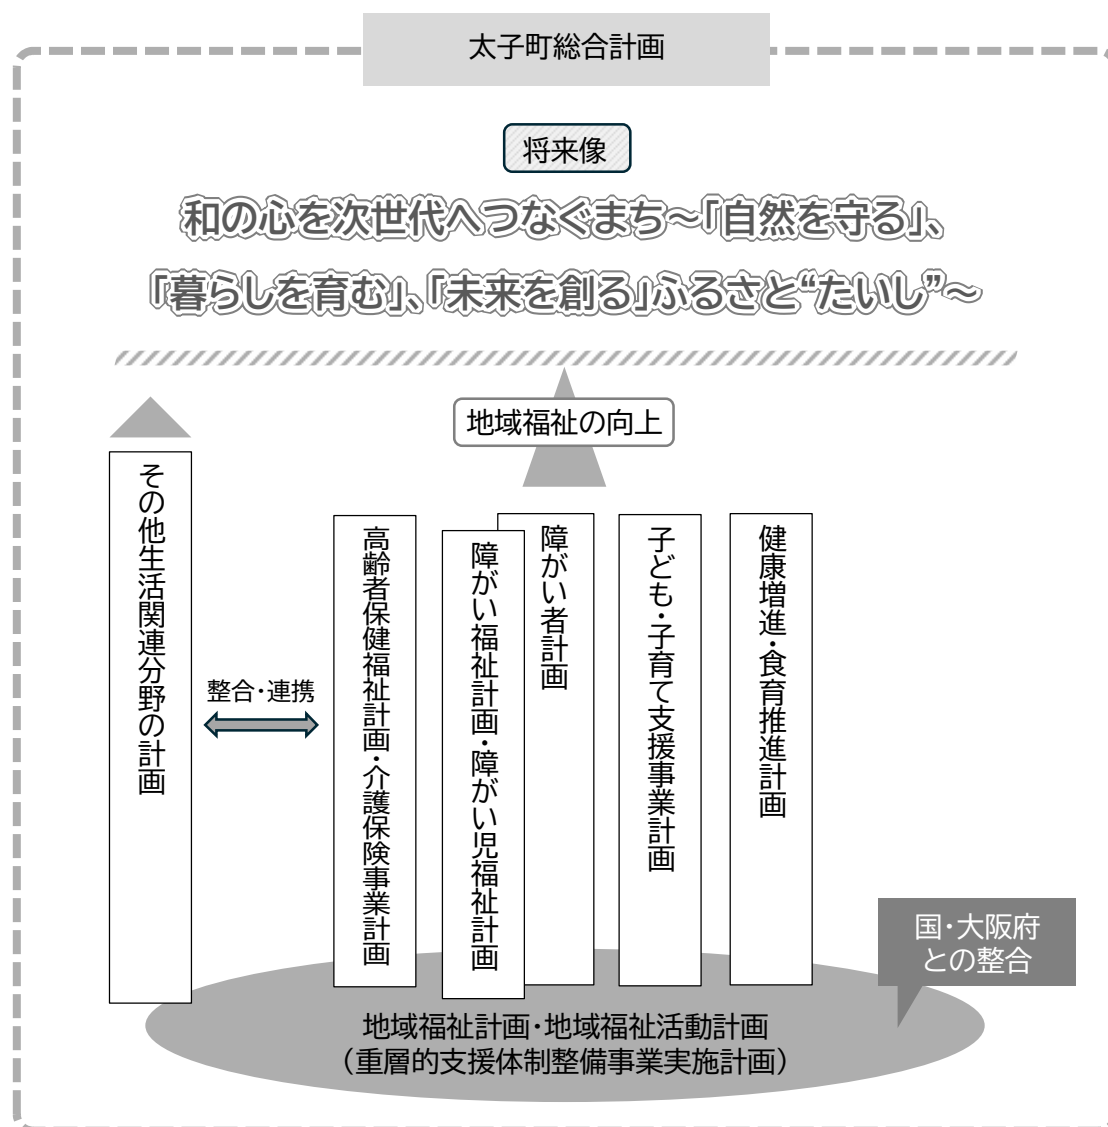 太子町総合計画
将来像
和の心を次世代へつなぐまち～「自然を守る」、
「暮らしを育む」、「未来を創る」ふるさと“たいし”～
地域福祉の向上
その他生活関連分野の計画
整合・連携
高齢者保健福祉計画・介護保険事業計画
障がい福祉計画・障がい児福祉計画
障がい者計画
子ども・子育て支援事業計画
健康増進・食育推進計画
国・大阪府
との整合
地域福祉計画・地域福祉活動計画
（重層的支援体制整備事業実施計画）